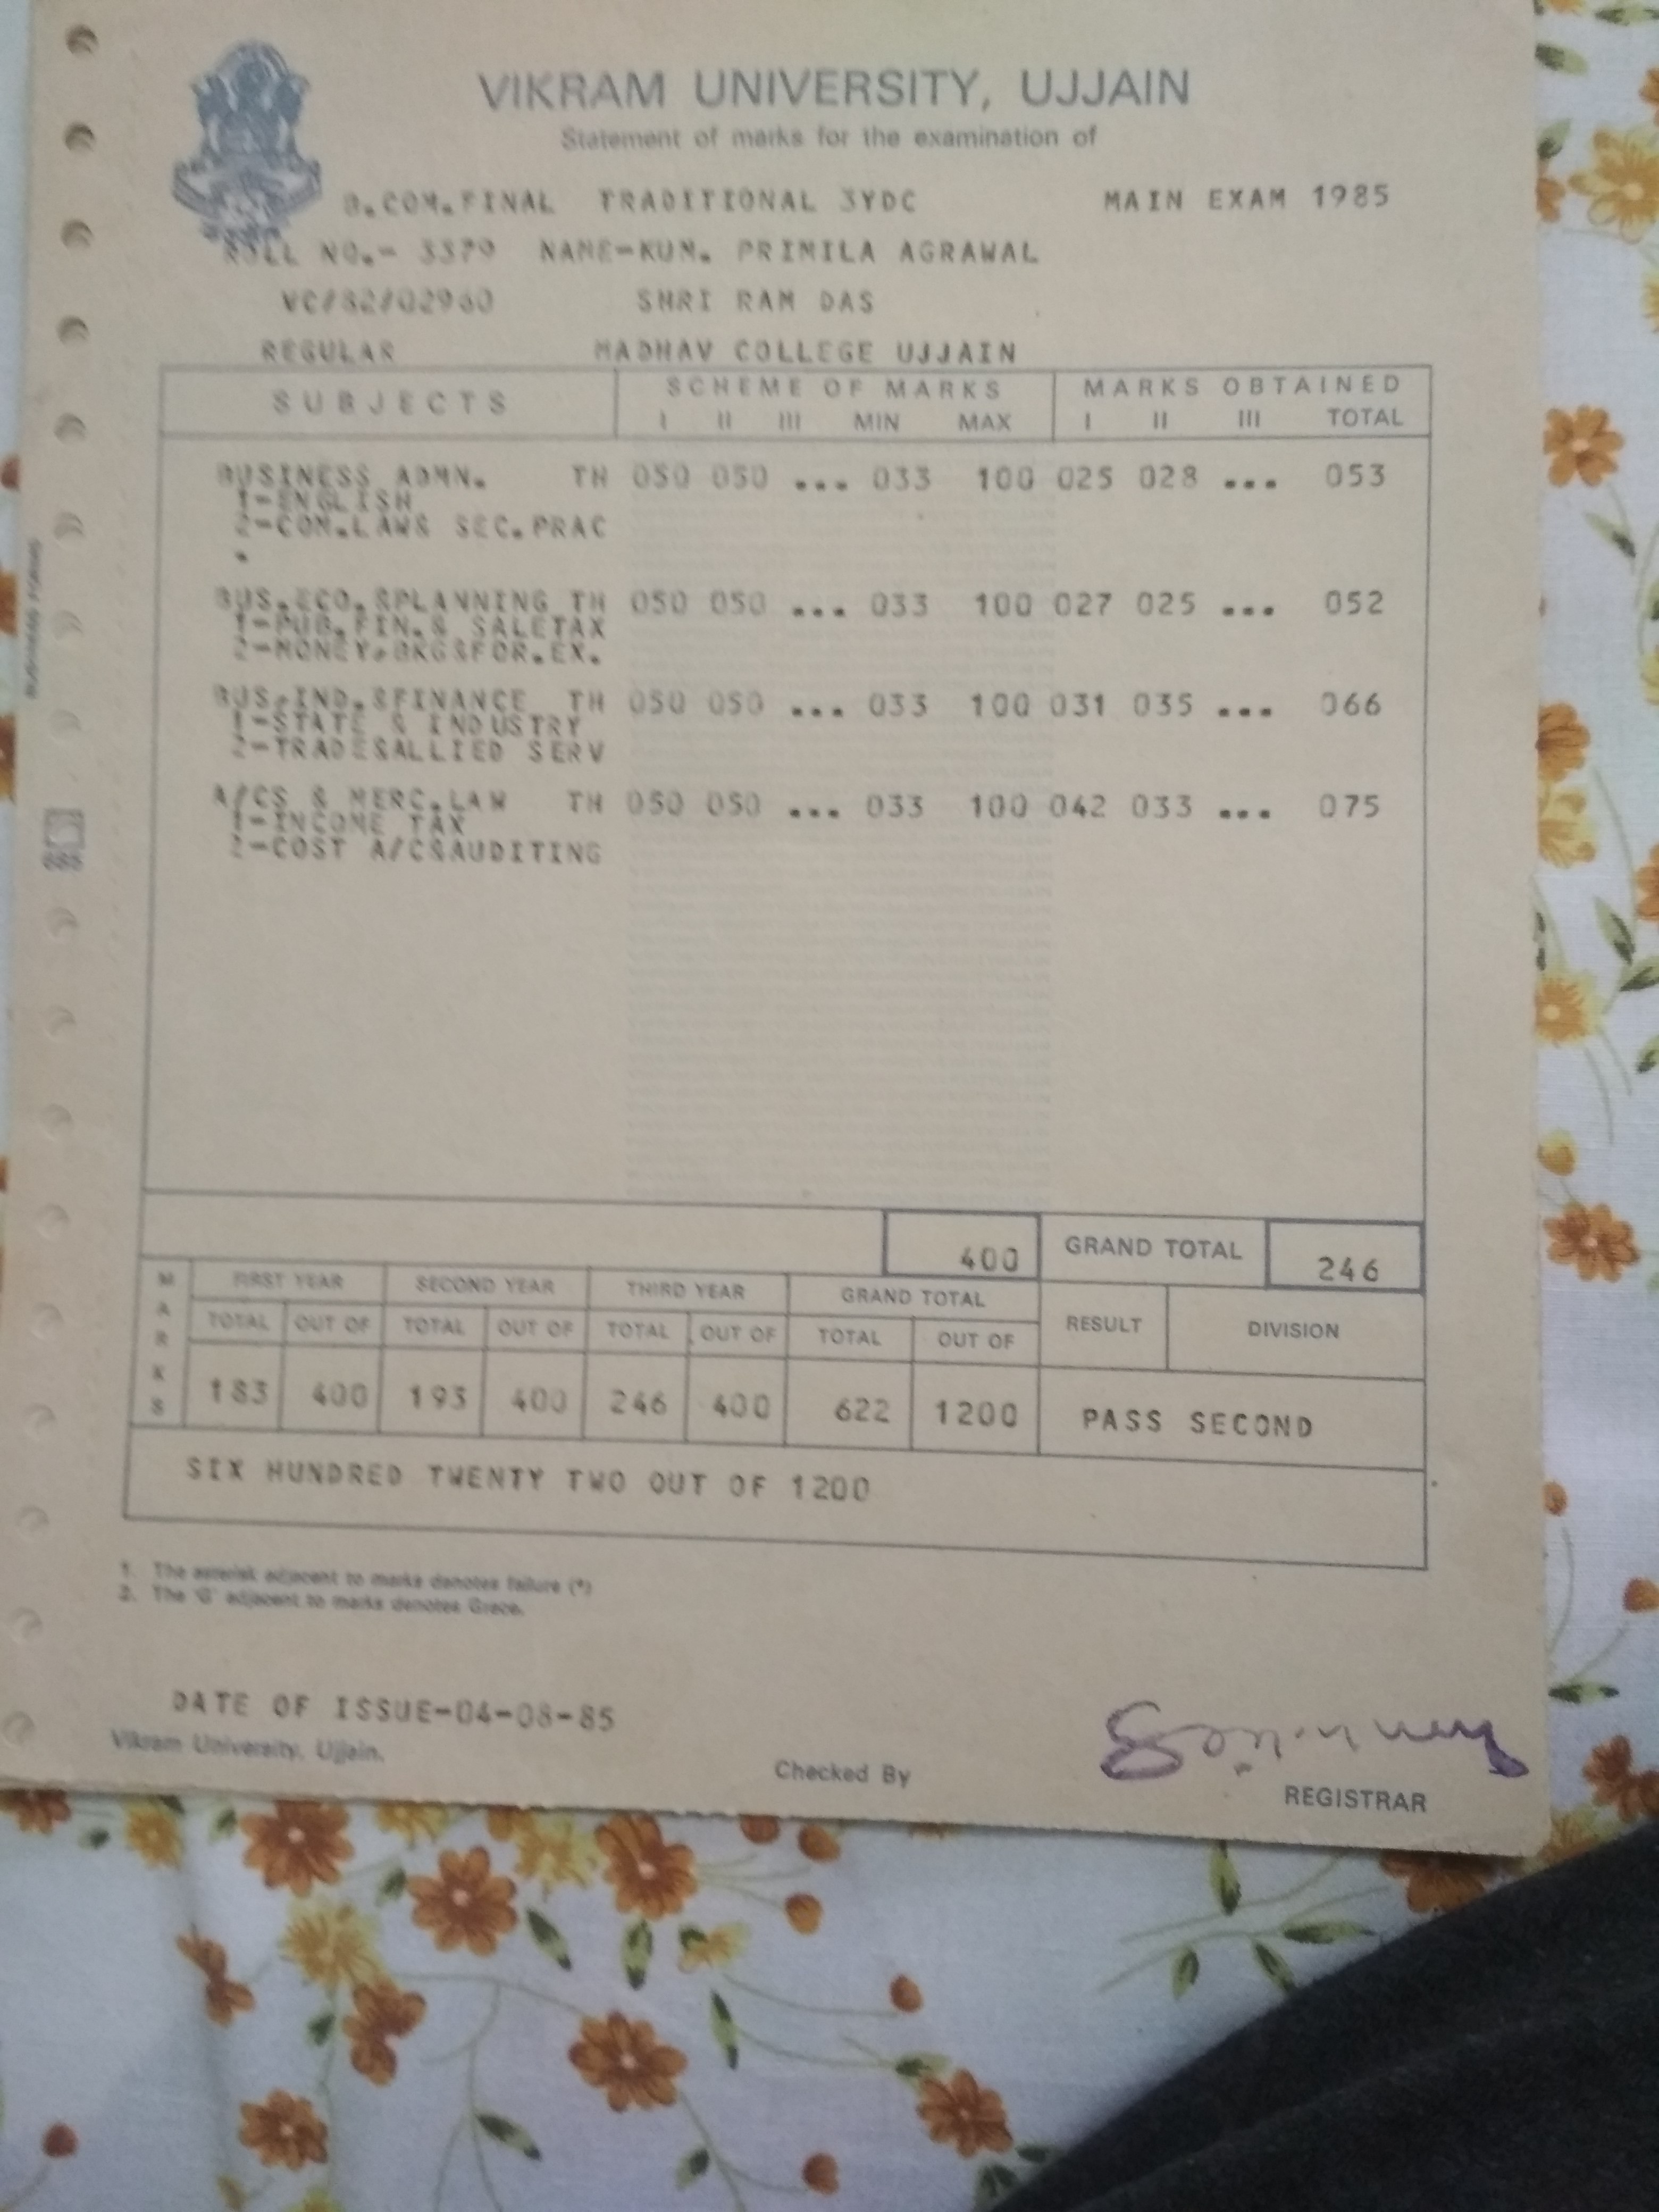 VIKRAM UNIVERSITY, UJJAIN
Statement of marks for the examination of
B.COM.FINAL TRADITIONAL 3YDC MAIN EXAM 1985
ROLL NO.- 3379 NAME-KUM. PRIMILA AGRAWAL
VC/82/02960 SHRI RAM DAS
REGULAR MADHAV COLLEGE UJJAIN
SUBJECTS SCHEME OF MARKS MARKS OBTAINED
I II III MIN MAX I II III TOTAL
BUSINESS ADMN. TH 050 050 ... 033 100 025 028 ... 053
1-ENGLISH
2-COM.LAW& SEC.PRAC
.
BUS.ECO.&PLANNING TH 050 050 ... 033 100 027 025 ... 052
1-PUB.FIN.& SALETAX
2-MONEY,BKG&FOR.EX.
BUS.IND.&FINANCE TH 050 050 ... 033 100 031 035 ... 066
1-STATE & INDUSTRY
2-TRADE&ALLIED SERV
A/CS & MERC.LAW TH 050 050 ... 033 100 042 033 ... 075
1-INCOME TAX
2-COST A/C&AUDITING
400 GRAND TOTAL 246
MARKS FIRST YEAR SECOND YEAR THIRD YEAR GRAND TOTAL
TOTAL OUT OF TOTAL OUT OF TOTAL OUT OF TOTAL OUT OF RESULT DIVISION
183 400 193 400 246 400 622 1200 PASS SECOND
SIX HUNDRED TWENTY TWO OUT OF 1200
1. The asterisk adjacent to marks denotes failure (*)
2. The 'G' adjacent to marks denotes Grace.
DATE OF ISSUE-04-08-85
Vikram University, Ujjain.
Checked By
REGISTRAR